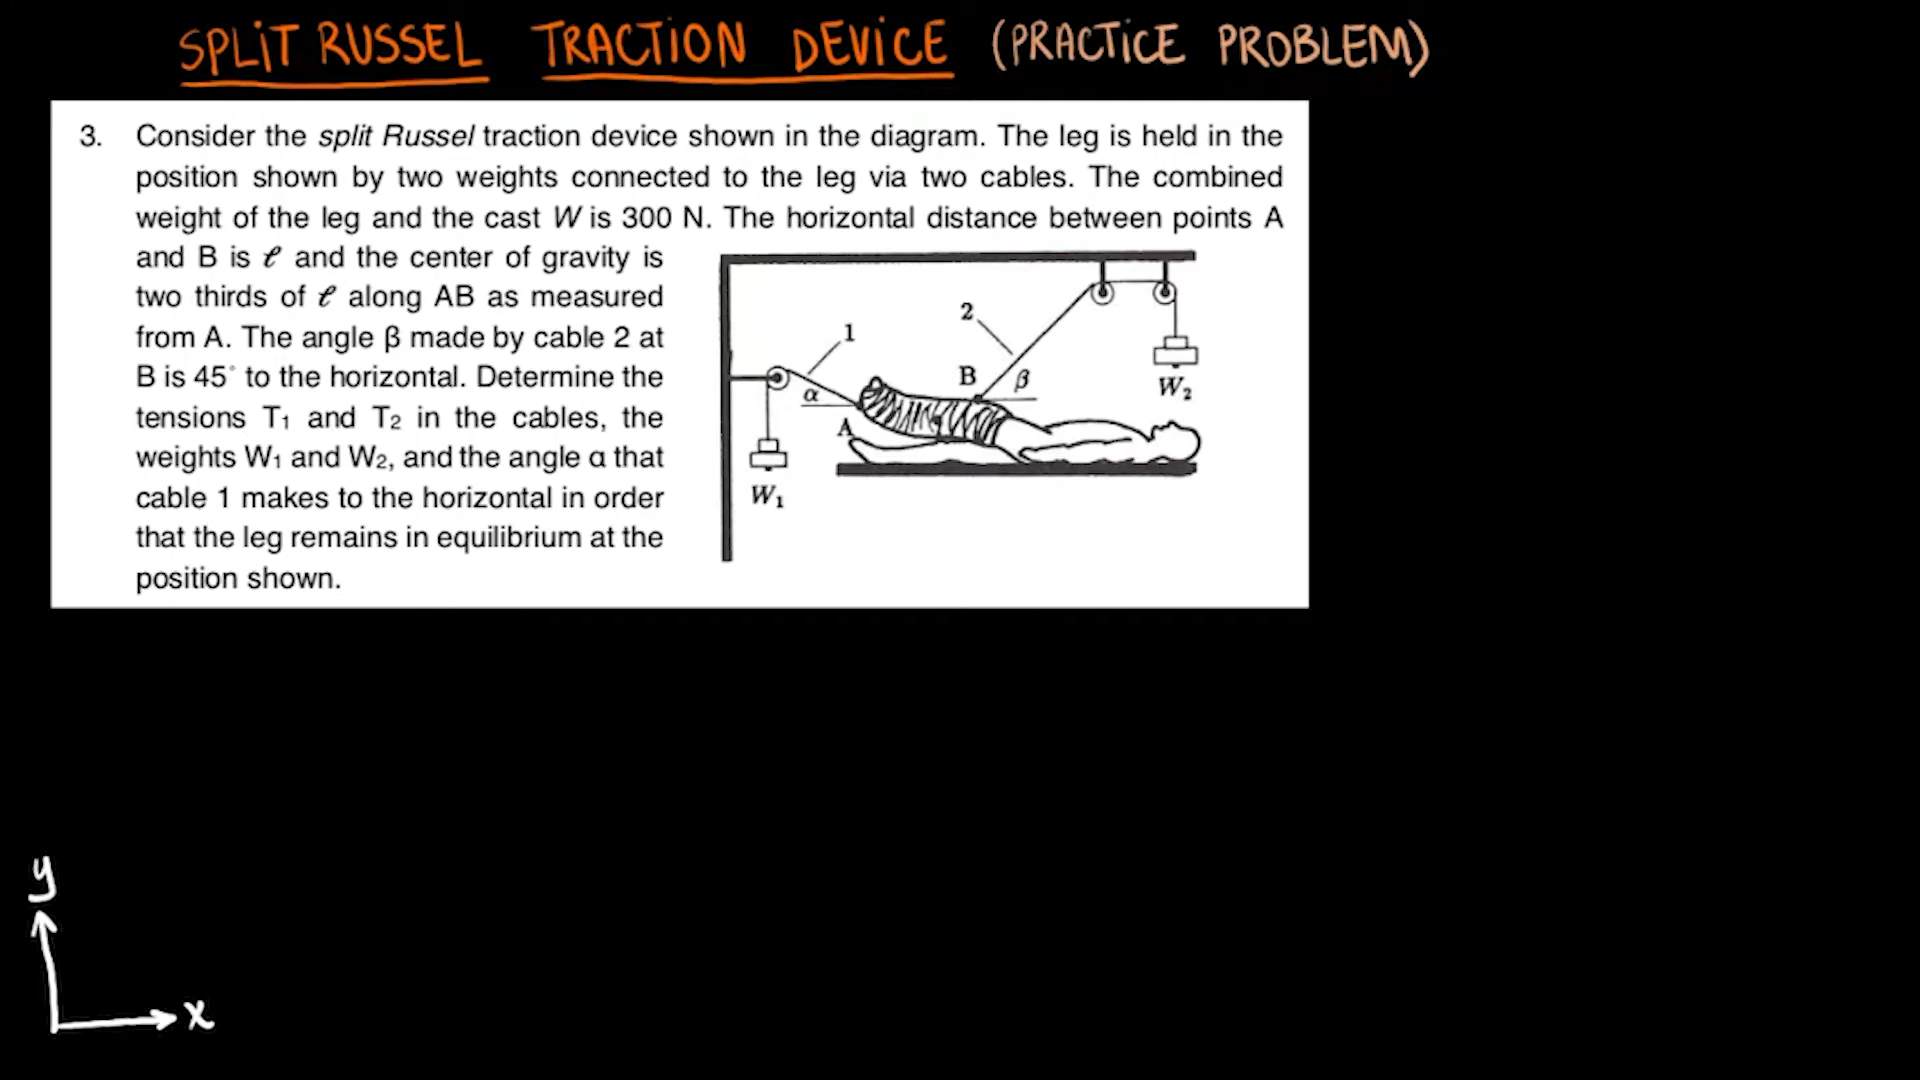 SPLIT RUSSEL TRACTION DEVICE (PRACTICE PROBLEM)
3. Consider the split Russel traction device shown in the diagram. The leg is held in the
position shown by two weights connected to the leg via two cables. The combined
weight of the leg and the cast W is 300 N. The horizontal distance between points A
and B is ℓ and the center of gravity is
two thirds of ℓ along AB as measured
from A. The angle β made by cable 2 at
B is 45˚ to the horizontal. Determine the
tensions T₁ and T₂ in the cables, the
weights W₁ and W₂, and the angle α that
cable 1 makes to the horizontal in order
that the leg remains in equilibrium at the
position shown.
2
1
B
β
α
W₂
A
W₁
y
x